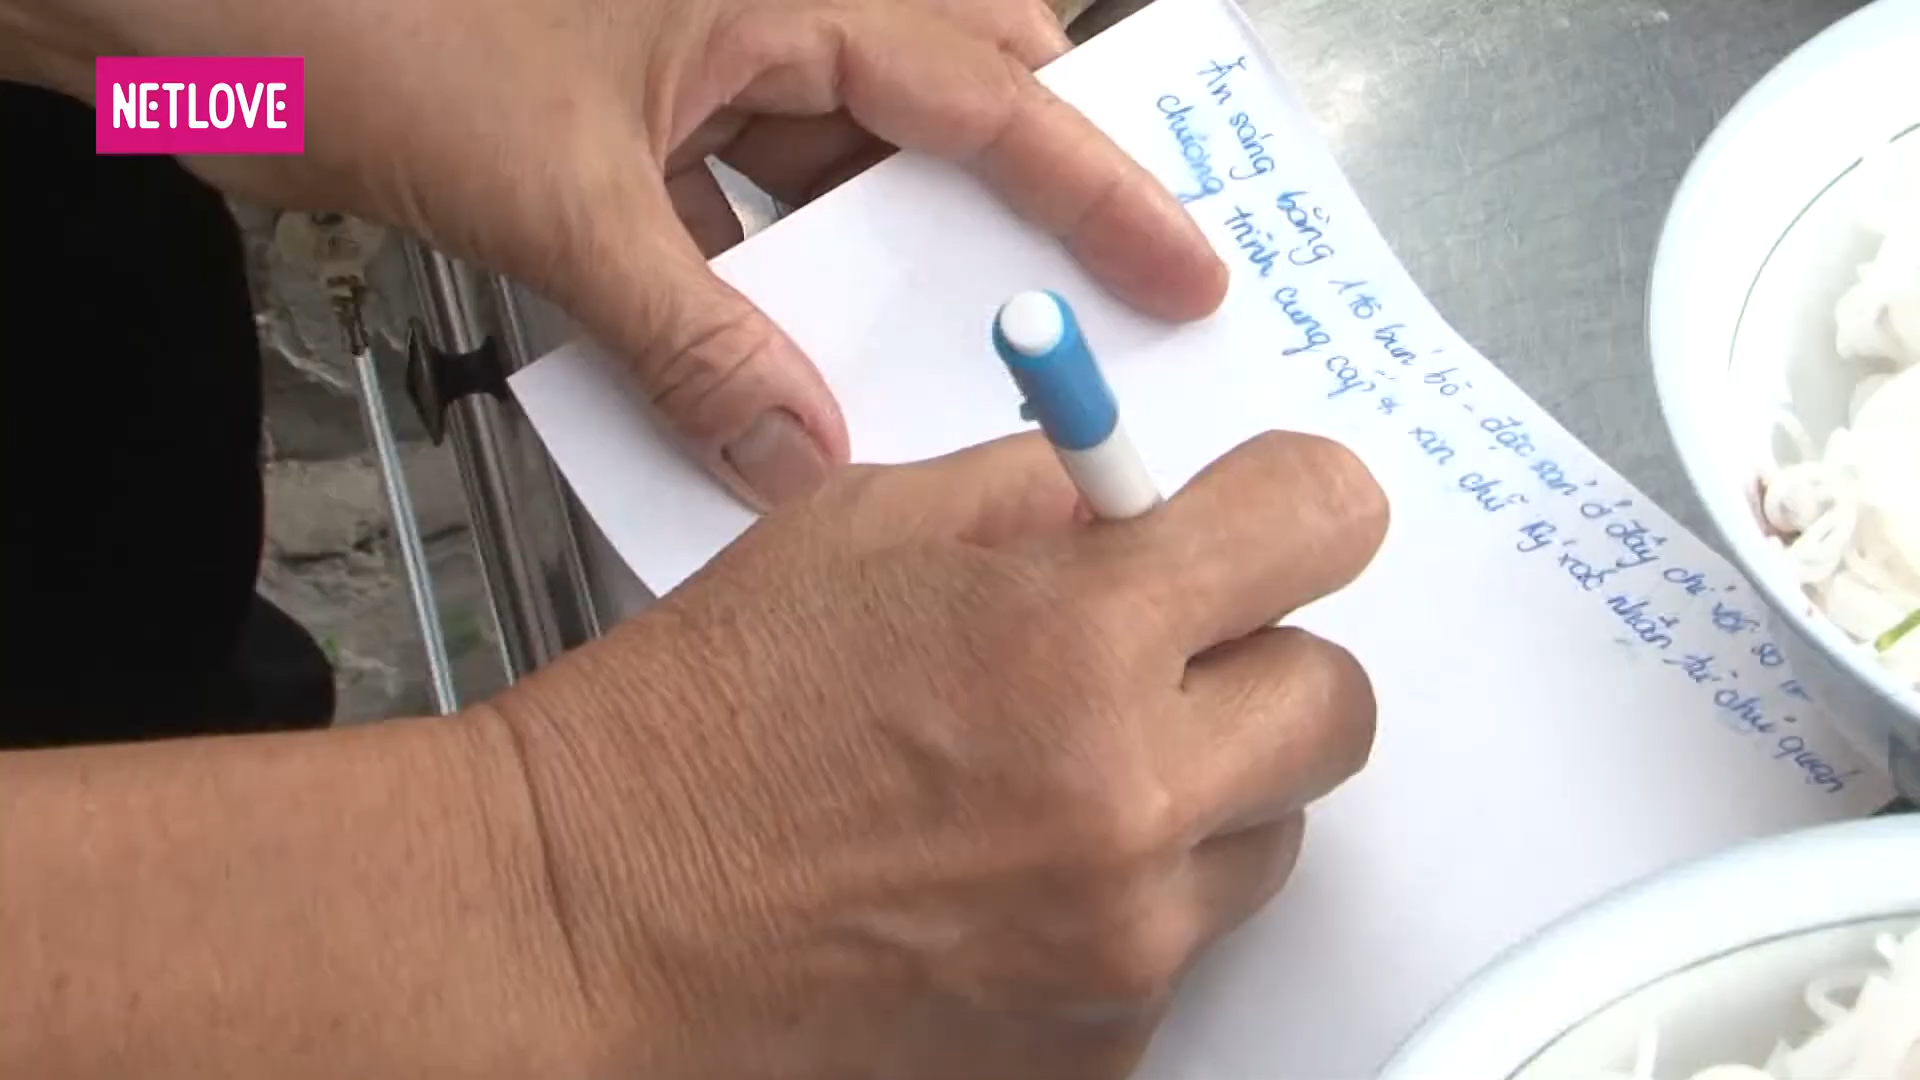 NETLOVE
Ăn sáng bằng 1 tô bún bò - đặc sản ở đây chỉ với số
chương trình cung cấp xin chữ ký xác nhận từ chủ quán